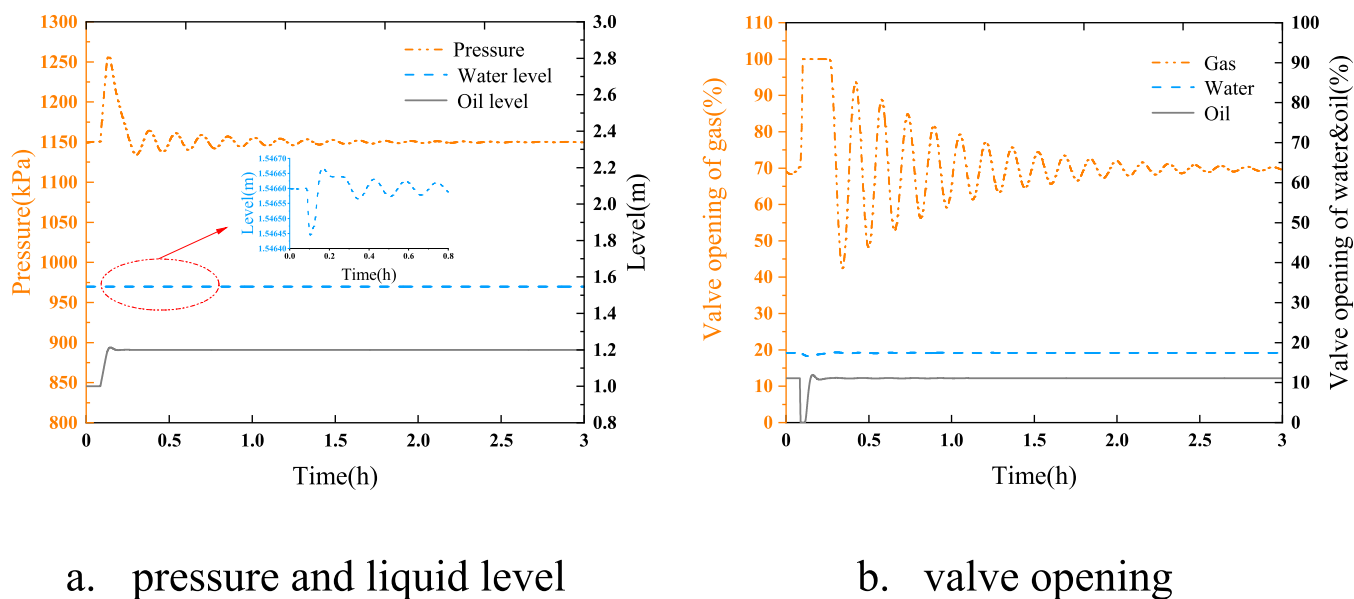 1300
1250
1200
1150
1100
1050
1000
950
900
850
800
Pressure(kPa)
3.0
2.8
2.6
2.4
2.2
2.0
1.8
1.6
1.4
1.2
1.0
0.8
Level(m)
Pressure
Water level
Oil level
1.54670
1.54665
1.54660
1.54655
1.54650
1.54645
1.54640
Level(m)
0.0 0.2 0.4 0.6 0.8
Time(h)
0 0.5 1.0 1.5 2.0 2.5 3
Time(h)
a. pressure and liquid level
110
100
90
80
70
60
50
40
30
20
10
0
Valve opening of gas(%)
100
90
80
70
60
50
40
30
20
10
0
Valve opening of water&oil(%)
Gas
Water
Oil
0 0.5 1.0 1.5 2.0 2.5 3
Time(h)
b. valve opening